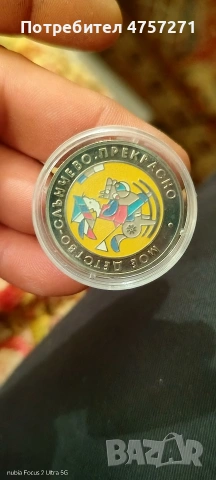 Потребител 4757271
МОЕ ДЕТСТВО-СЛЪНЧЕВО, ПРЕКРАСНО
nubia Focus 2 Ultra 5G
BAZAR